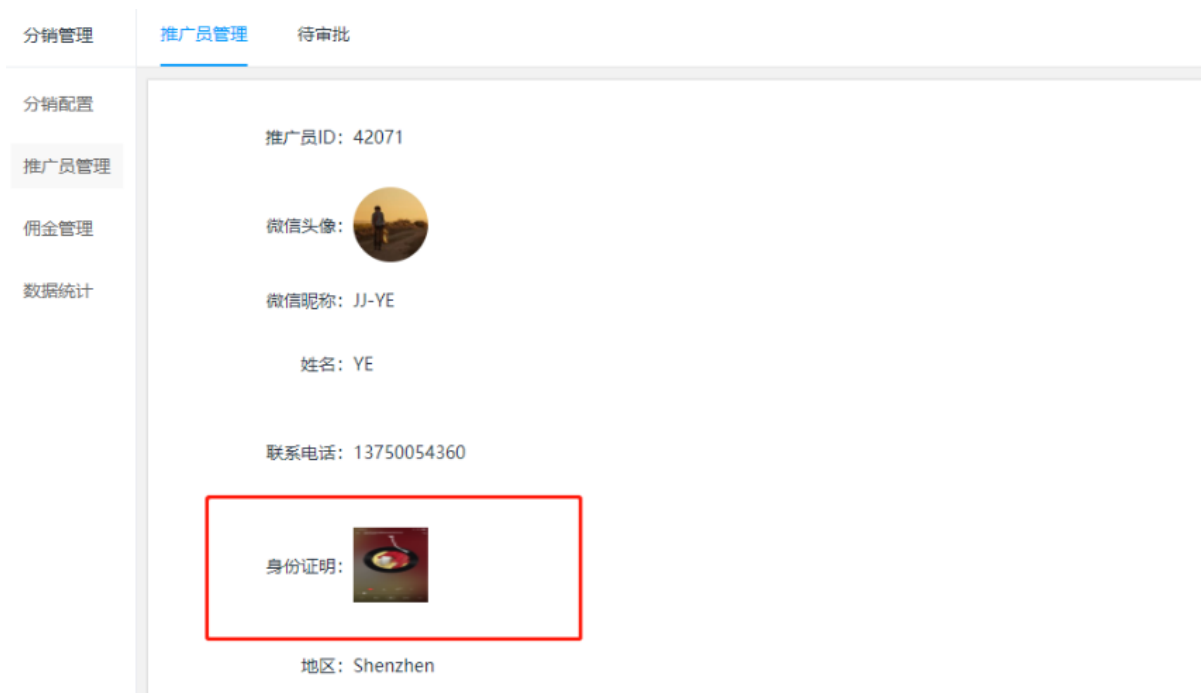 分销管理
推广员管理
待审批
分销配置
推广员管理
佣金管理
数据统计
推广员ID：42071
微信头像：
微信昵称：JJ-YE
姓名：YE
联系电话：13750054360
身份证明：
地区：Shenzhen